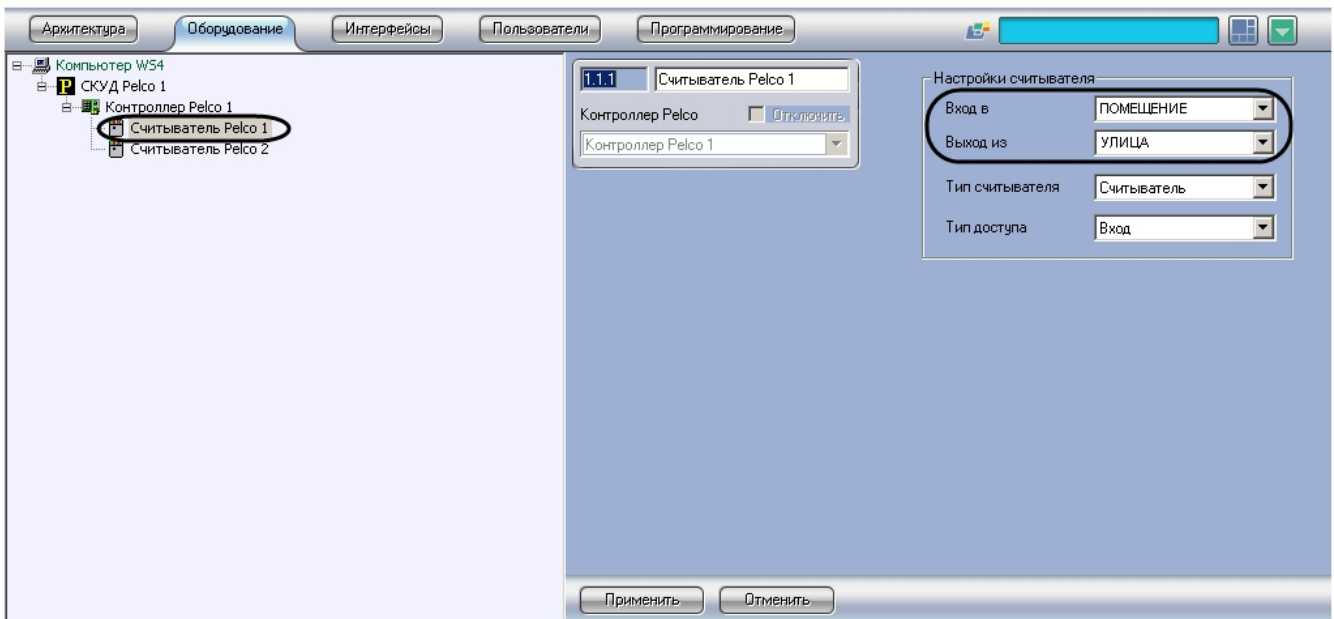 Архитектура Оборудование Интерфейсы Пользователи Программирование
Компьютер WS4
P СКУД Pelco 1
Контроллер Pelco 1
Считыватель Pelco 1
Считыватель Pelco 2
1.1.1 Считыватель Pelco 1
Контроллер Pelco Отключить
Контроллер Pelco 1
Настройки считывателя
Вход в ПОМЕЩЕНИЕ
Выход из УЛИЦА
Тип считывателя Считыватель
Тип доступа Вход
Применить Отменить